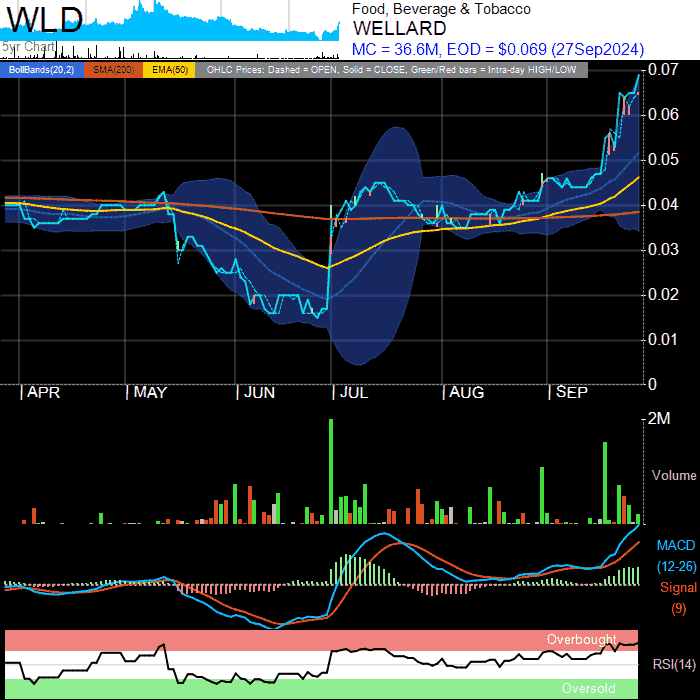 WLD
5yr Chart
Food, Beverage & Tobacco
WELLARD
MC = 36.6M, EOD = $0.069 (27Sep2024)
BollBands(20,2) SMA(200) EMA(50) OHLC Prices: Dashed = OPEN, Solid = CLOSE, Green/Red bars = Intra-day HIGH/LOW
0.07
0.06
0.05
0.04
0.03
0.02
0.01
0
APR MAY JUN JUL AUG SEP
2M
Volume
MACD
(12-26)
Signal
(9)
Overbought
RSI(14)
Oversold